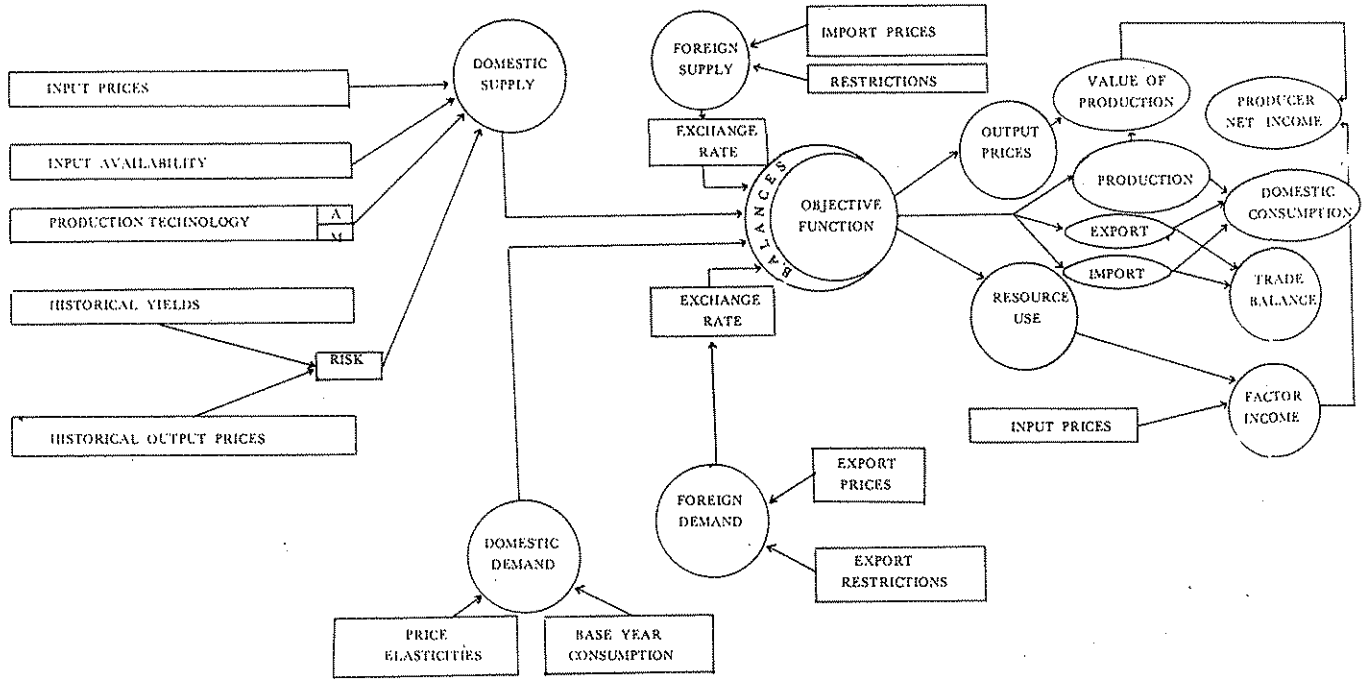 INPUT PRICES
INPUT AVAILABILITY
PRODUCTION TECHNOLOGY
A
M
HISTORICAL YIELDS
RISK
HISTORICAL OUTPUT PRICES
DOMESTIC
SUPPLY
FOREIGN
SUPPLY
IMPORT PRICES
RESTRICTIONS
EXCHANGE
RATE
BALANCES
OBJECTIVE
FUNCTION
EXCHANGE
RATE
OUTPUT
PRICES
VALUE OF
PRODUCTION
PRODUCER
NET INCOME
PRODUCTION
DOMESTIC
CONSUMPTION
EXPORT
IMPORT
TRADE
BALANCE
RESOURCE
USE
INPUT PRICES
FACTOR
INCOME
FOREIGN
DEMAND
EXPORT
PRICES
EXPORT
RESTRICTIONS
DOMESTIC
DEMAND
PRICE
ELASTICITIES
BASE YEAR
CONSUMPTION